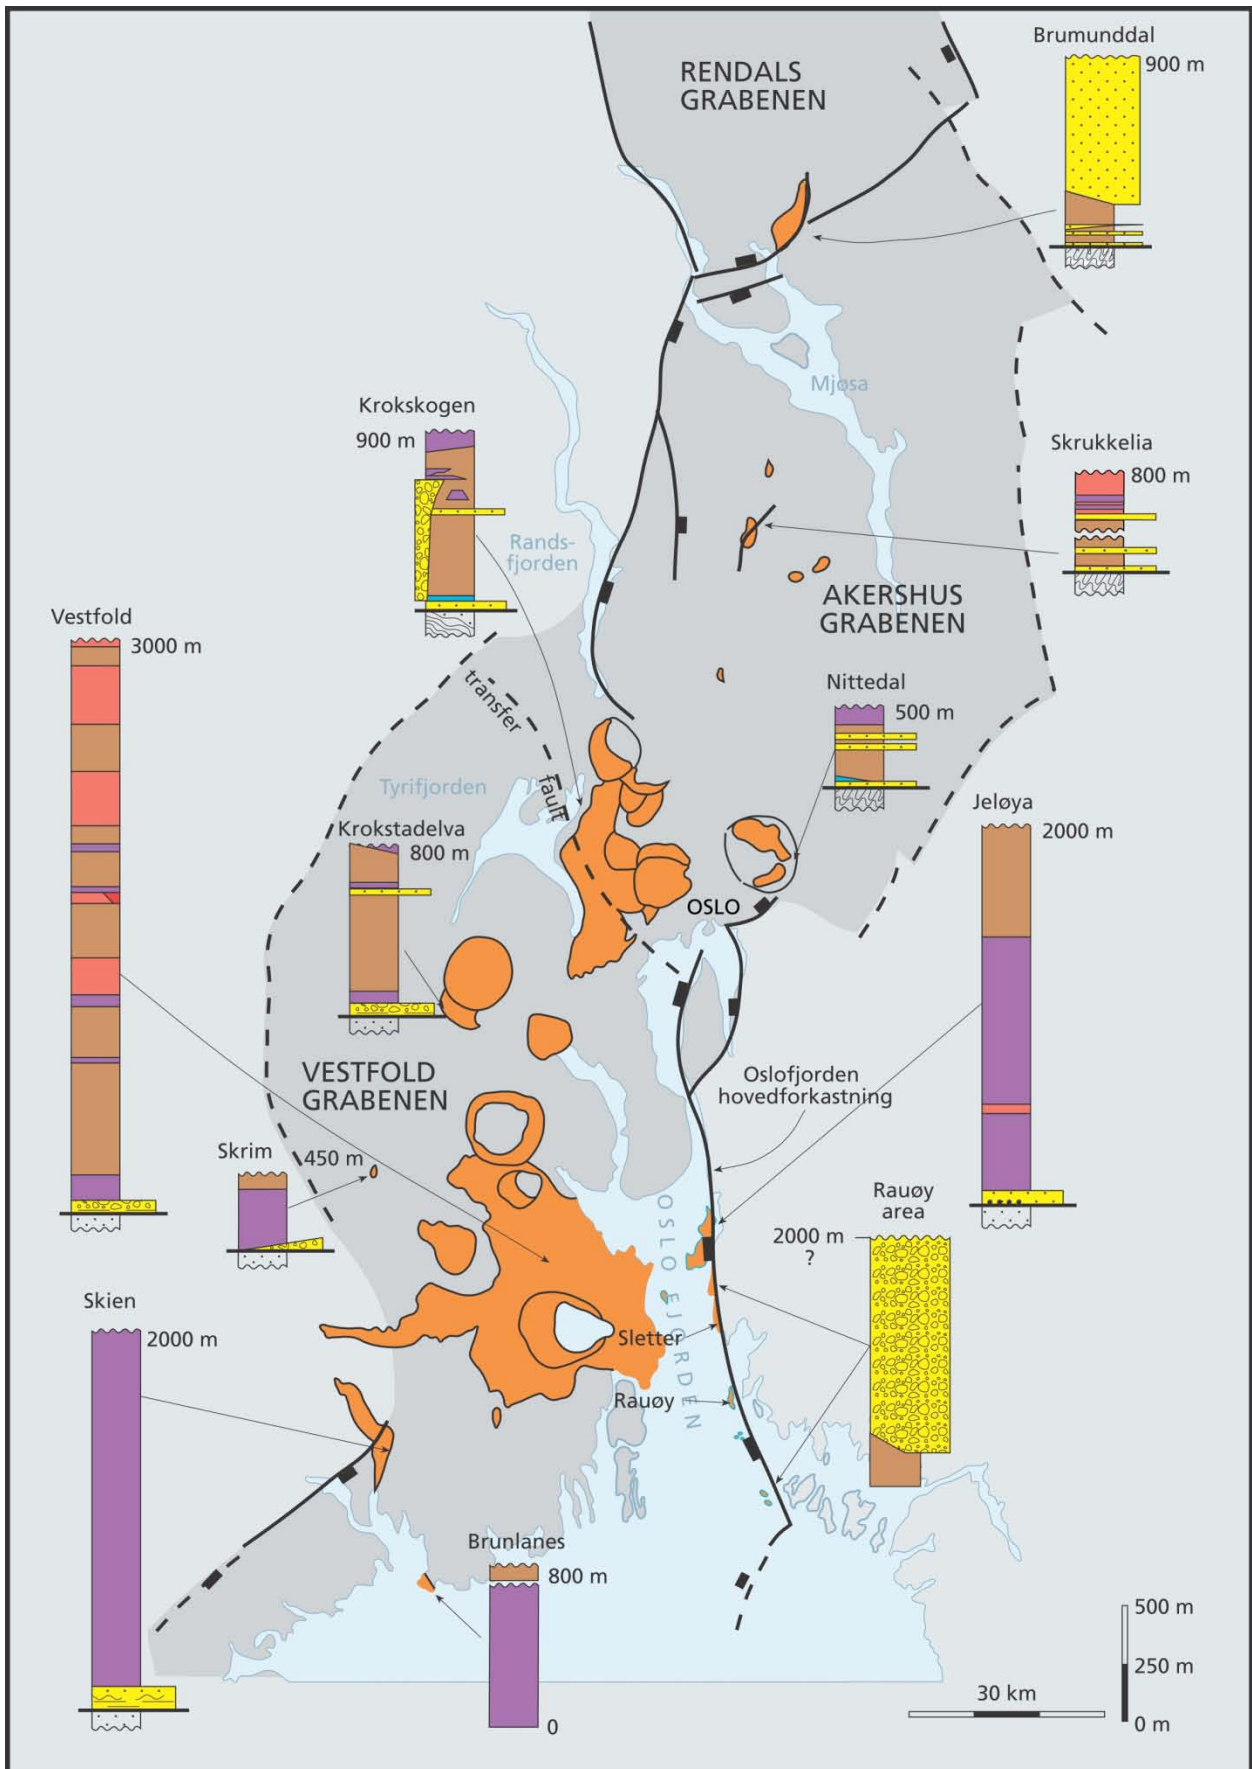 Brumunddal
900 m
RENDALS
GRABENEN
Mjøsa
Krokskogen
900 m
Skrukkelia
800 m
Rands-
fjorden
AKERSHUS
GRABENEN
Vestfold
3000 m
transfer
fault
Nittedal
500 m
Tyrifjorden
Jeløya
2000 m
Krokstadelva
800 m
OSLO
VESTFOLD
GRABENEN
Oslofjorden
hovedforkastning
Skrim
450 m
Rauøy
area
2000 m
?
OSLO FJORDEN
Skien
2000 m
Sletter
Rauøy
Brunlanes
800 m
0
30 km
500 m
250 m
0 m